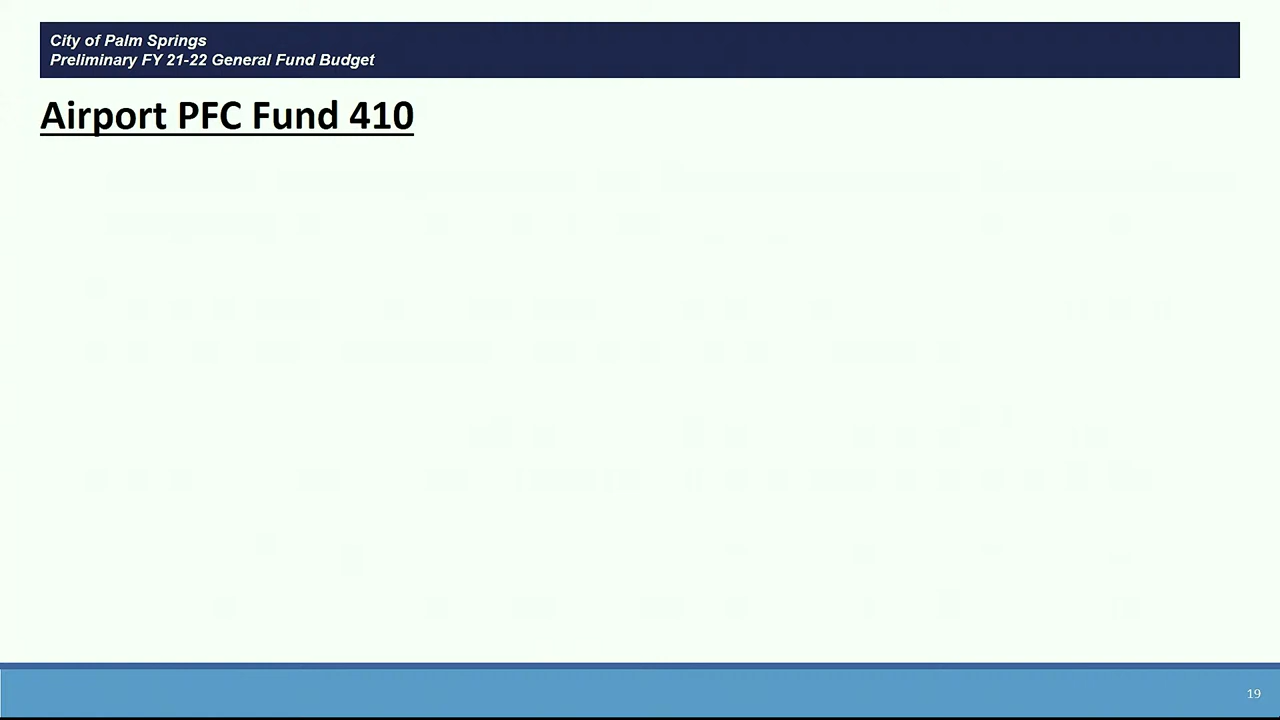 City of Palm Springs
Preliminary FY 21-22 General Fund Budget
Airport PFC Fund 410
19